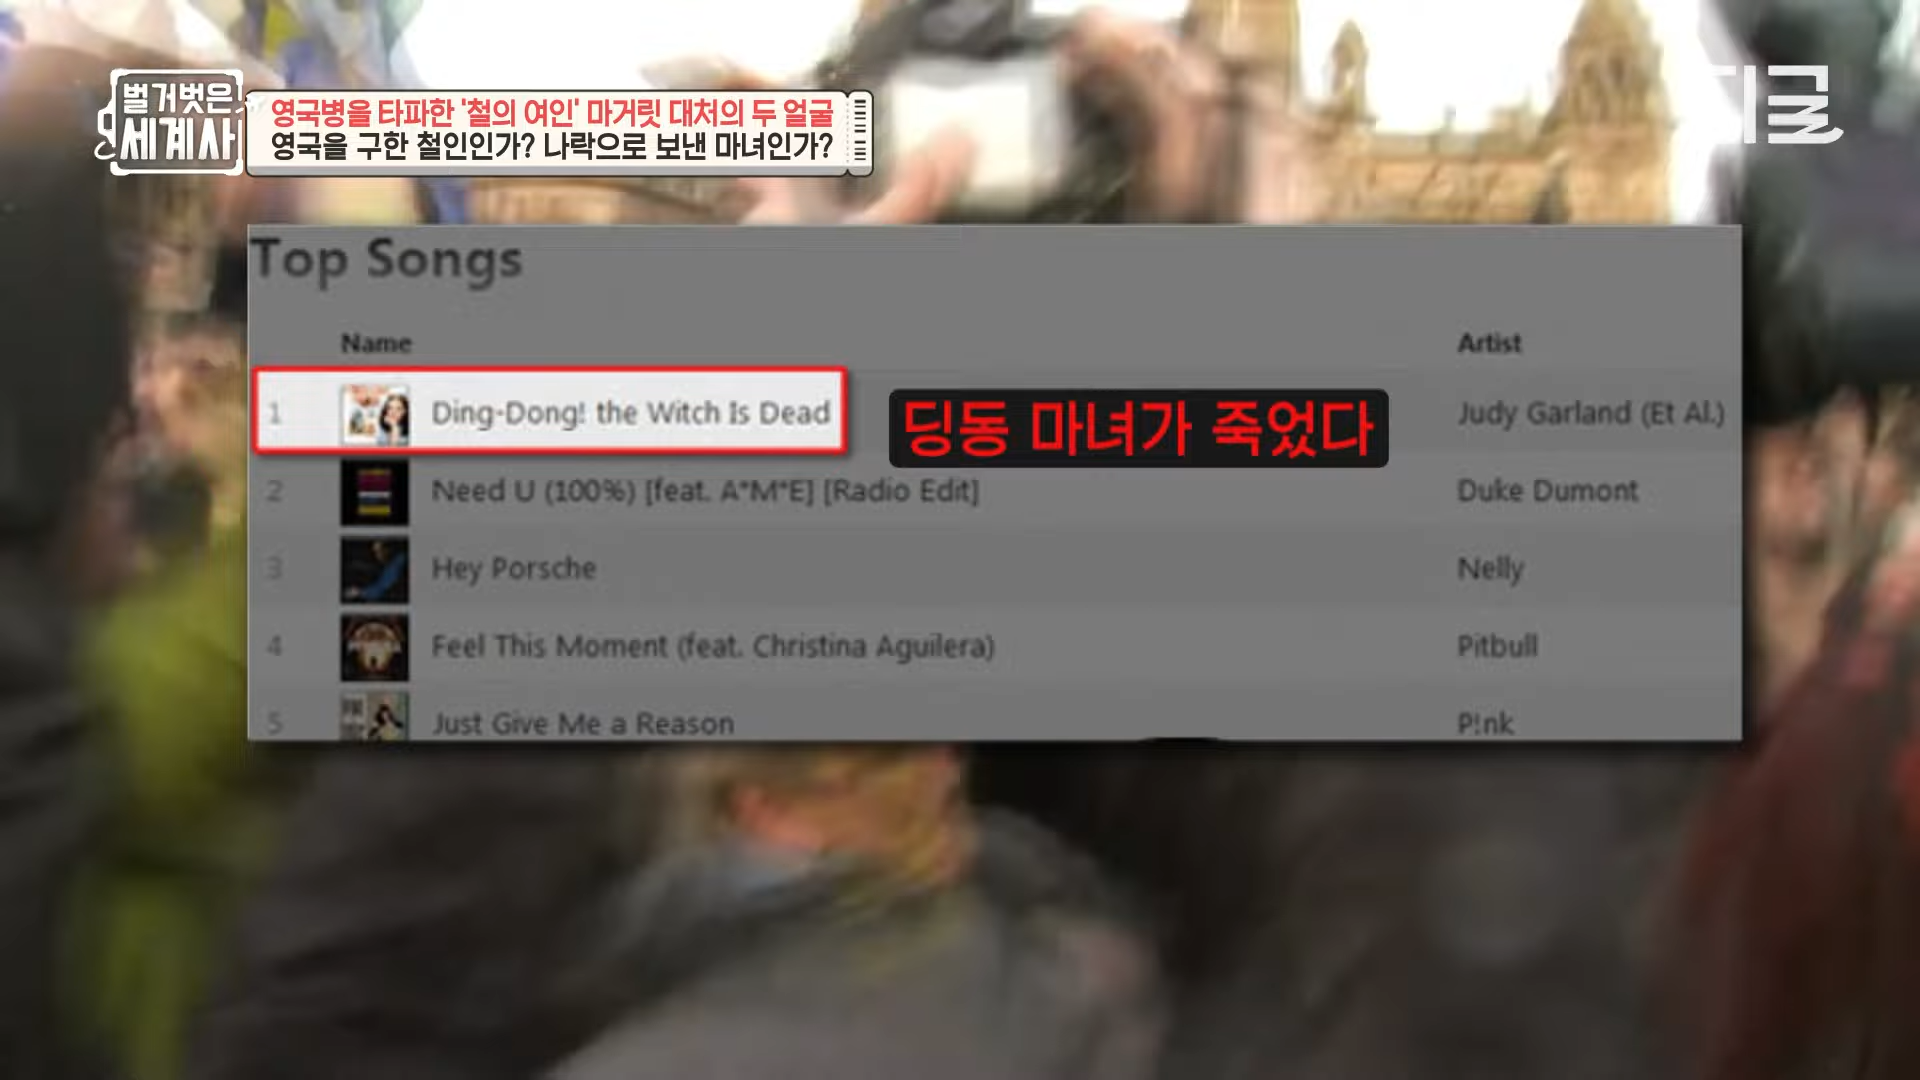 벌거벗은
세계사
영국병을 타파한 '철의 여인' 마거릿 대처의 두 얼굴
영국을 구한 철인인가? 나락으로 보낸 마녀인가?
디글
Top Songs
Name Artist
1 Ding-Dong! the Witch Is Dead 딩동 마녀가 죽었다 Judy Garland (Et Al.)
2 Need U (100%) [feat. A*M*E] [Radio Edit] Duke Dumont
3 Hey Porsche Nelly
4 Feel This Moment (feat. Christina Aguilera) Pitbull
5 Just Give Me a Reason P!nk